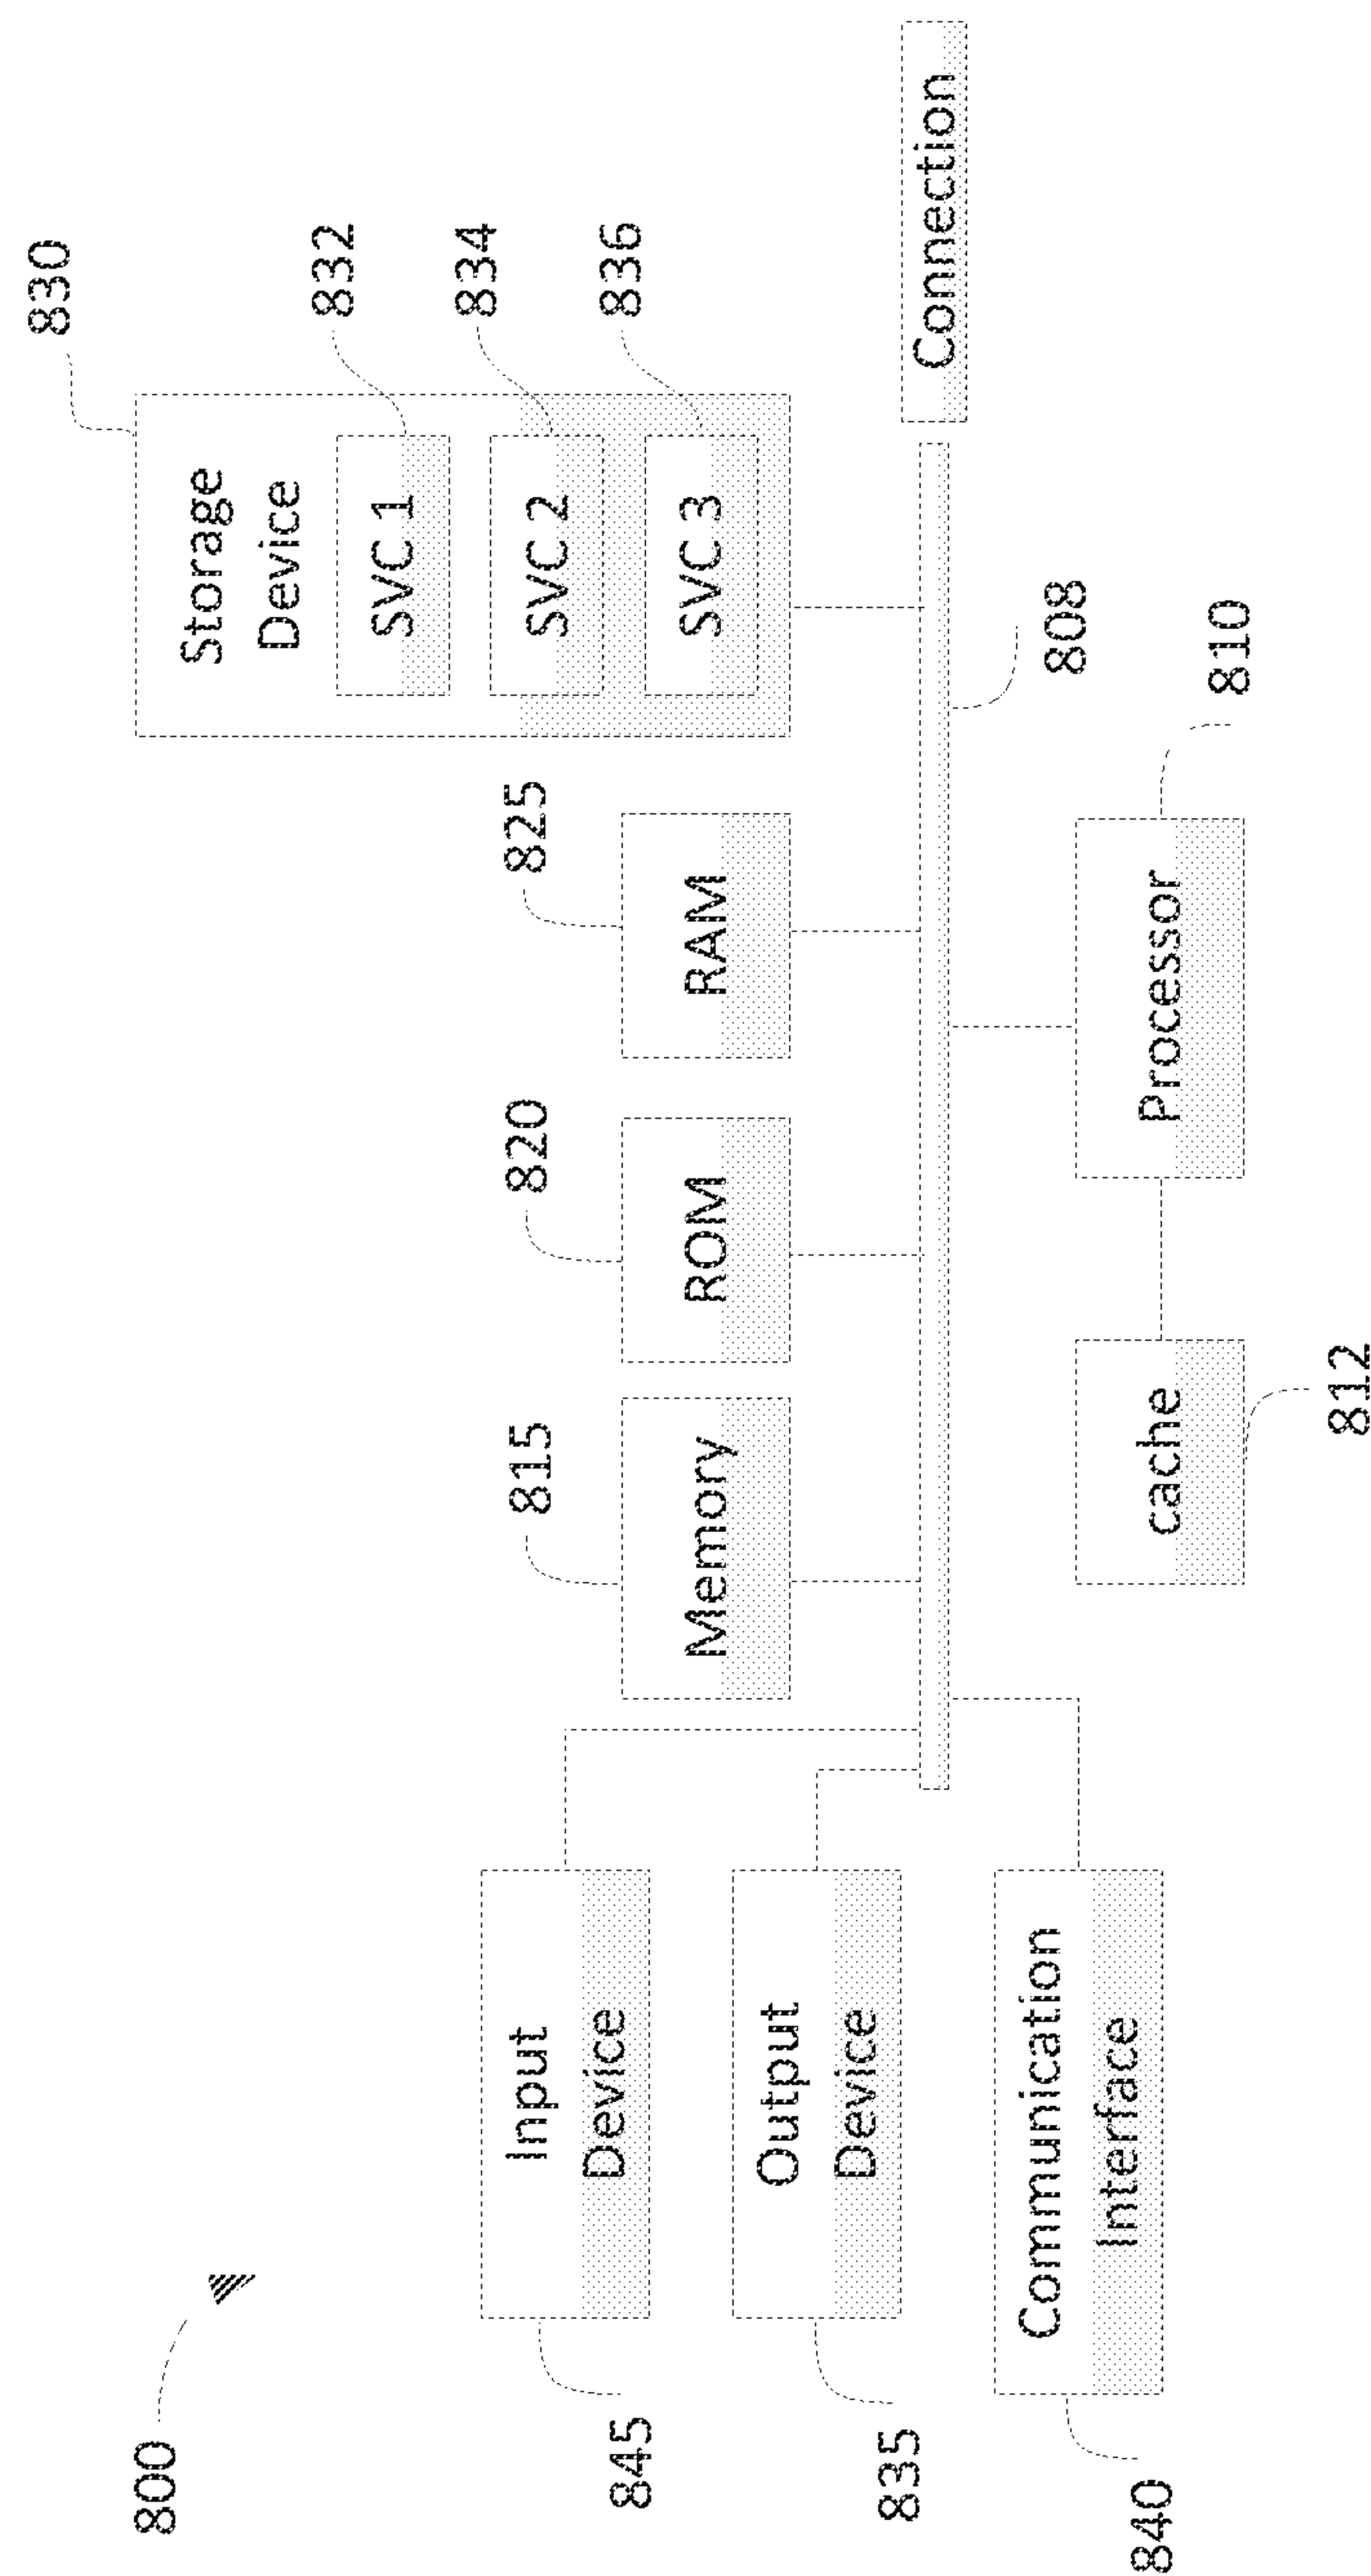 800
830
Storage
Device
832
SVC 1
834
SVC 2
836
SVC 3
845
Input
Device
815
Memory
820
ROM
825
RAM
835
Output
Device
Connection
808
840
Communication
Interface
cache
812
Processor
810